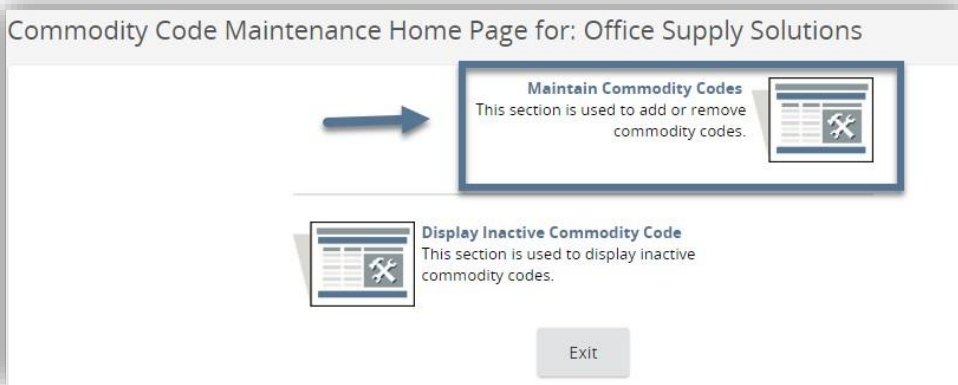 Commodity Code Maintenance Home Page for: Office Supply Solutions
Maintain Commodity Codes
This section is used to add or remove
commodity codes.
Display Inactive Commodity Code
This section is used to display inactive
commodity codes.
Exit